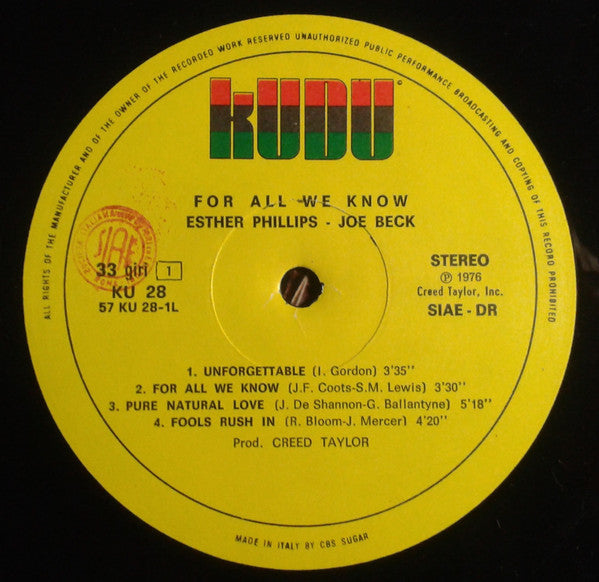 ALL RIGHTS OF THE MANUFACTURER AND OF THE OWNER OF THE RECORDED WORK RESERVED UNAUTHORIZED PUBLIC PERFORMANCE BROADCASTING AND COPYING OF THIS RECORD PROHIBITED
KUDU ©
FOR ALL WE KNOW
ESTHER PHILLIPS - JOE BECK
SIAE
33 giri 1
KU 28
57 KU 28-1L
STEREO
℗ 1976
Creed Taylor, Inc.
SIAE - DR
1. UNFORGETTABLE (I. Gordon) 3'35''
2. FOR ALL WE KNOW (J.F. Coots-S.M. Lewis) 3'30''
3. PURE NATURAL LOVE (J. De Shannon-G. Ballantyne) 5'18''
4. FOOLS RUSH IN (R. Bloom-J. Mercer) 4'20''
Prod. CREED TAYLOR
MADE IN ITALY BY CBS SUGAR